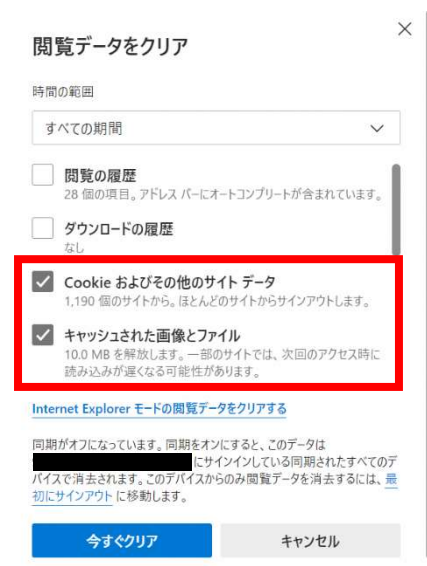 閲覧データをクリア
時間の範囲
すべての期間
閲覧の履歴
28 個の項目。アドレス バーにオートコンプリートが含まれています。
ダウンロードの履歴
なし
Cookie およびその他のサイト データ
1,190 個のサイトから。ほとんどのサイトからサインアウトします。
キャッシュされた画像とファイル
10.0 MB を解放します。一部のサイトでは、次回のアクセス時に
読み込みが遅くなる可能性があります。
Internet Explorer モードの閲覧データをクリアする
同期がオフになっています。同期をオンにすると、このデータは
にサインインしている同期されたすべてのデ
バイスで消去されます。このデバイスからのみ閲覧データを消去するには、最
初にサインアウト に移動します。
今すぐクリア
キャンセル